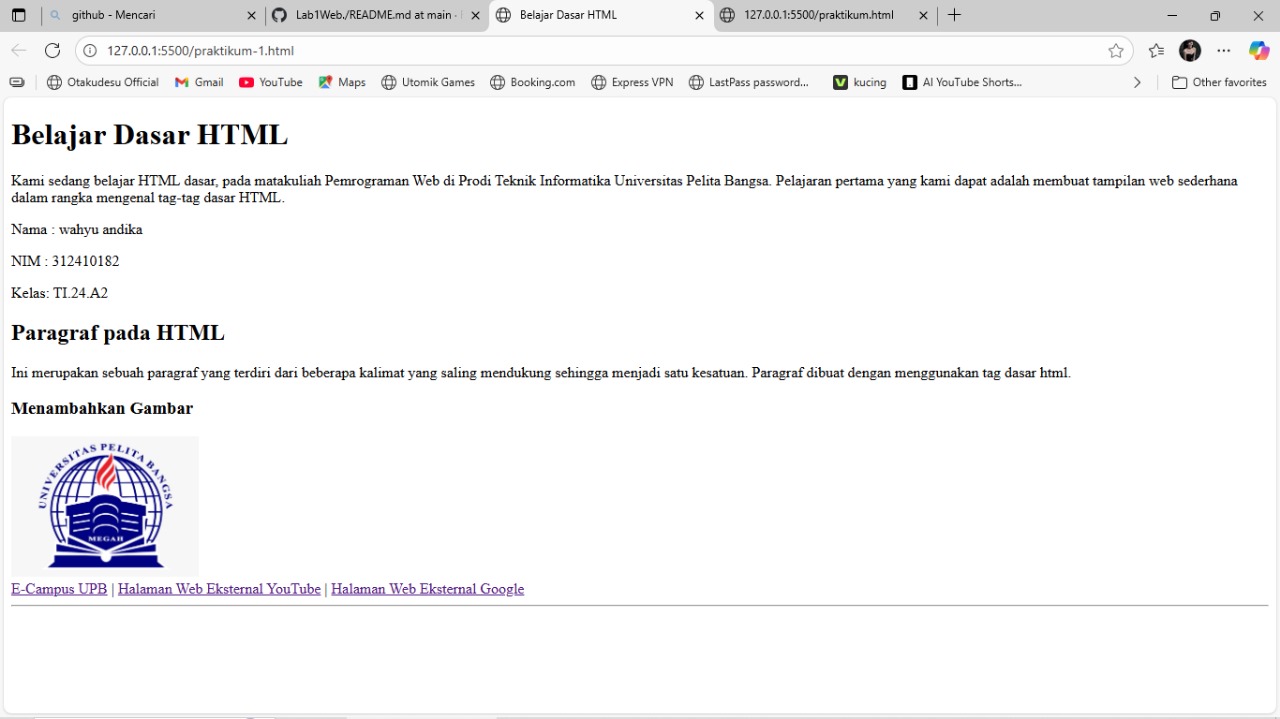 github - Mencari
Lab1Web./README.md at main ·
Belajar Dasar HTML
127.0.0.1:5500/praktikum.html
127.0.0.1:5500/praktikum-1.html
Otakudesu Official
Gmail
YouTube
Maps
Utomik Games
Booking.com
Express VPN
LastPass password...
kucing
AI YouTube Shorts...
Other favorites
Belajar Dasar HTML
Kami sedang belajar HTML dasar, pada matakuliah Pemrograman Web di Prodi Teknik Informatika Universitas Pelita Bangsa. Pelajaran pertama yang kami dapat adalah membuat tampilan web sederhana
dalam rangka mengenal tag-tag dasar HTML.
Nama : wahyu andika
NIM : 312410182
Kelas: TI.24.A2
Paragraf pada HTML
Ini merupakan sebuah paragraf yang terdiri dari beberapa kalimat yang saling mendukung sehingga menjadi satu kesatuan. Paragraf dibuat dengan menggunakan tag dasar html.
Menambahkan Gambar
UNIVERSITAS PELITA BANGSA
MEGAH
E-Campus UPB | Halaman Web Eksternal YouTube | Halaman Web Eksternal Google